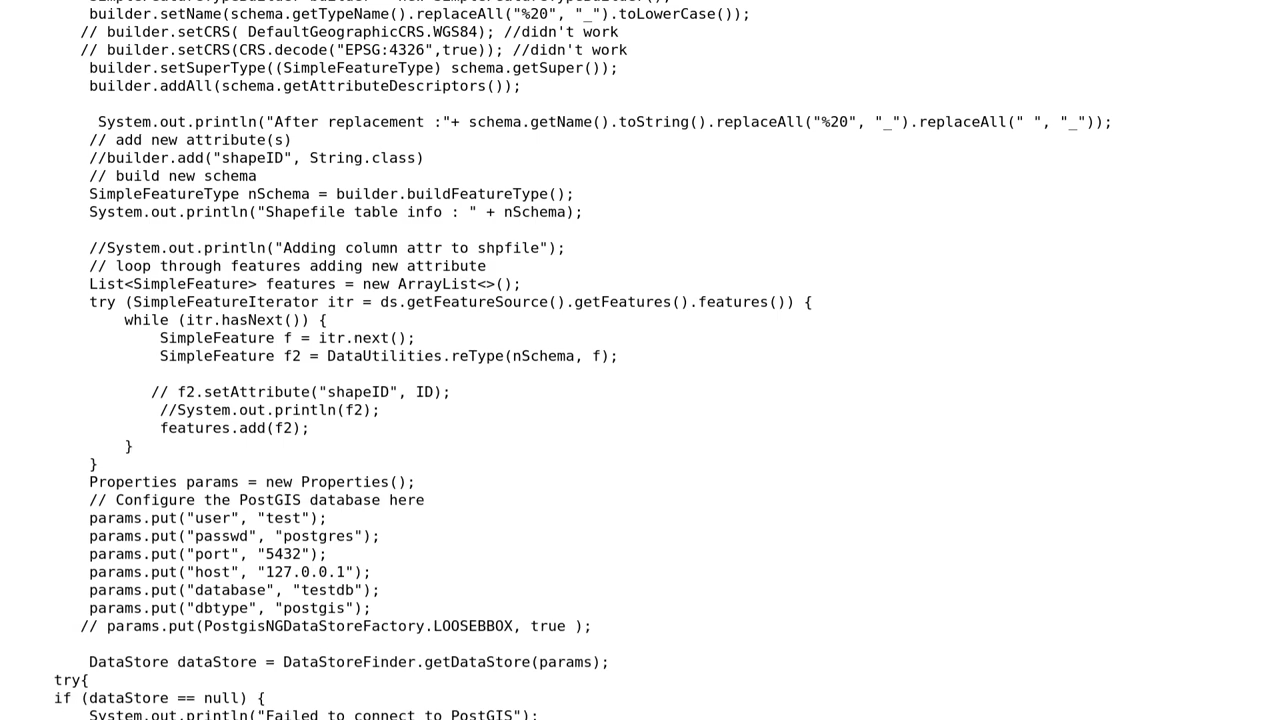 builder.setName(schema.getTypeName().replaceAll("%20", "_").toLowerCase());
// builder.setCRS( DefaultGeographicCRS.WGS84); //didn't work
// builder.setCRS(CRS.decode("EPSG:4326",true)); //didn't work
builder.setSuperType((SimpleFeatureType) schema.getSuper());
builder.addAll(schema.getAttributeDescriptors());
System.out.println("After replacement :"+ schema.getName().toString().replaceAll("%20", "_").replaceAll(" ", "_"));
// add new attribute(s)
//builder.add("shapeID", String.class)
// build new schema
SimpleFeatureType nSchema = builder.buildFeatureType();
System.out.println("Shapefile table info : " + nSchema);
//System.out.println("Adding column attr to shpfile");
// loop through features adding new attribute
List<SimpleFeature> features = new ArrayList<>();
try (SimpleFeatureIterator itr = ds.getFeatureSource().getFeatures().features()) {
while (itr.hasNext()) {
SimpleFeature f = itr.next();
SimpleFeature f2 = DataUtilities.reType(nSchema, f);
// f2.setAttribute("shapeID", ID);
//System.out.println(f2);
features.add(f2);
}
}
Properties params = new Properties();
// Configure the PostGIS database here
params.put("user", "test");
params.put("passwd", "postgres");
params.put("port", "5432");
params.put("host", "127.0.0.1");
params.put("database", "testdb");
params.put("dbtype", "postgis");
// params.put(PostgisNGDataStoreFactory.LOOSEBBOX, true );
DataStore dataStore = DataStoreFinder.getDataStore(params);
try{
if (dataStore == null) {
System.out.println("Failed to connect to PostGIS");